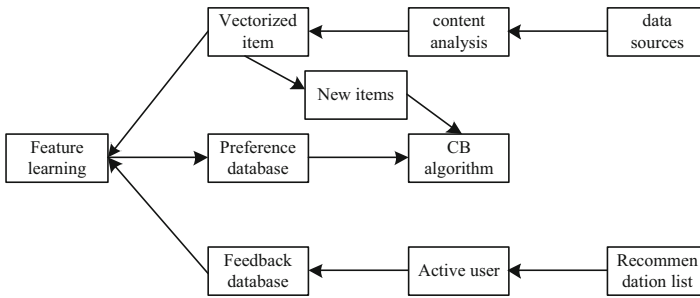 Vectorized
item
content
analysis
data
sources
New items
Feature
learning
Preference
database
CB
algorithm
Feedback
database
Active user
Recommen
dation list